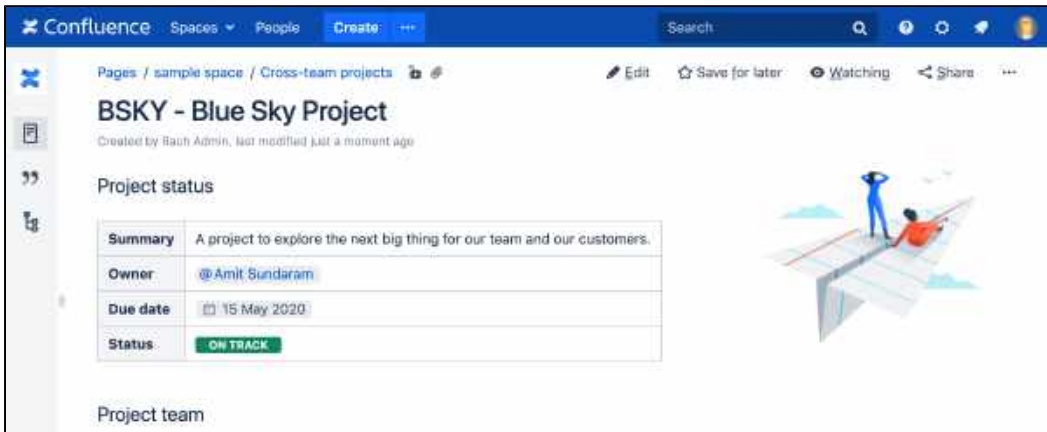 Confluence Spaces People Create ··· Search
Pages / sample space / Cross-team projects Edit Save for later Watching Share ···
BSKY - Blue Sky Project
Created by Bash Admin, last modified just a moment ago
Project status
Summary A project to explore the next big thing for our team and our customers.
Owner @Amit Sundaram
Due date 15 May 2020
Status ON TRACK
Project team